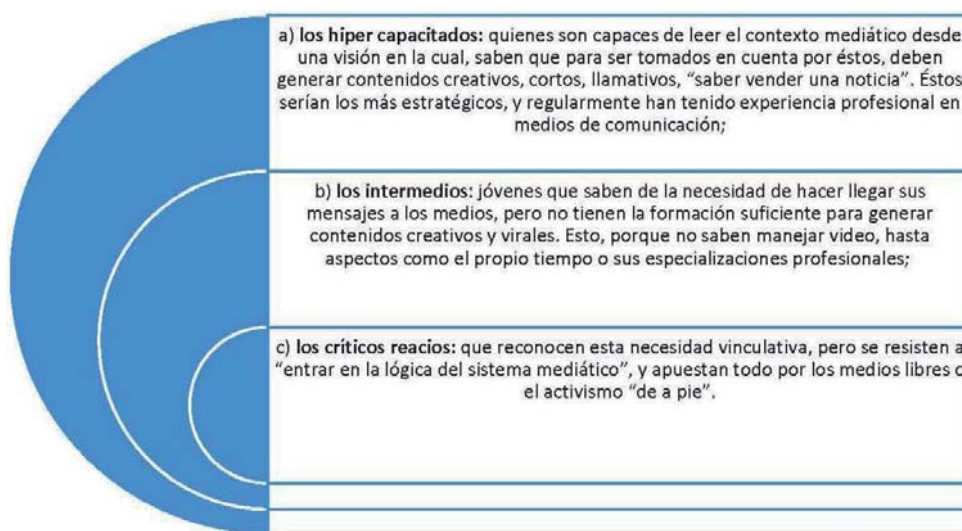 a) los hiper capacitados: quienes son capaces de leer el contexto mediático desde
una visión en la cual, saben que para ser tomados en cuenta por éstos, deben
generar contenidos creativos, cortos, llamativos, “saber vender una noticia”. Éstos
serían los más estratégicos, y regularmente han tenido experiencia profesional en
medios de comunicación;
b) los intermedios: jóvenes que saben de la necesidad de hacer llegar sus
mensajes a los medios, pero no tienen la formación suficiente para generar
contenidos creativos y virales. Esto, porque no saben manejar video, hasta
aspectos como el propio tiempo o sus especializaciones profesionales;
c) los críticos reacios: que reconocen esta necesidad vinculativa, pero se resisten a
“entrar en la lógica del sistema mediático”, y apuestan todo por los medios libres o
el activismo “de a pie”.